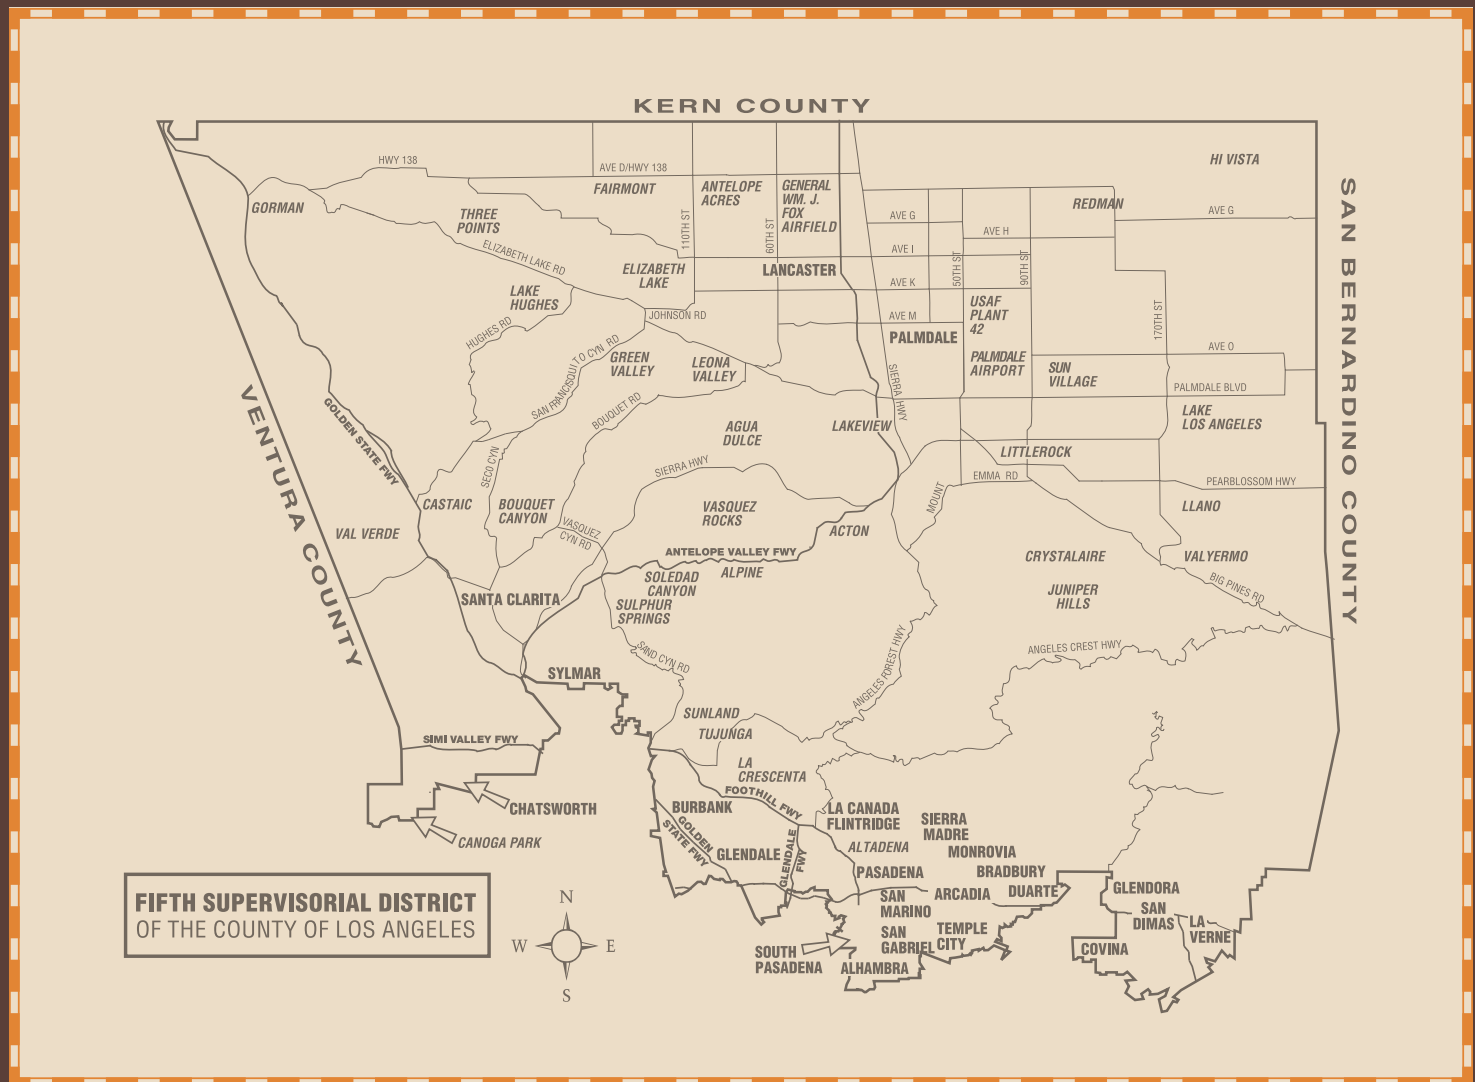 KERN COUNTY
HI VISTA
HWY 138
AVE D/HWY 138
FAIRMONT
ANTELOPE
ACRES
GENERAL
WM. J.
FOX
AIRFIELD
GORMAN
THREE
POINTS
REDMAN
AVE G
AVE G
110TH ST
60TH ST
AVE H
SAN BERNARDINO COUNTY
ELIZABETH LAKE RD
ELIZABETH
LAKE
LANCASTER
AVE I
50TH ST
90TH ST
AVE K
LAKE
HUGHES
USAF
PLANT
42
170TH ST
HUGHES RD
JOHNSON RD
AVE M
PALMDALE
SAN FRANCISQUITO CYN RD
GREEN
VALLEY
LEONA
VALLEY
AVE O
PALMDALE
AIRPORT
SUN
VILLAGE
SIERRA HWY
PALMDALE BLVD
VENTURA COUNTY
GOLDEN STATE FWY
BOUQUET RD
LAKE
LOS ANGELES
AGUA
DULCE
LAKEVIEW
LITTLEROCK
SECO CYN
SIERRA HWY
EMMA RD
PEARBLOSSOM HWY
MOUNT
CASTAIC
BOUQUET
CANYON
VASQUEZ
ROCKS
LLANO
VAL VERDE
VASQUEZ
CYN RD
ACTON
ANTELOPE VALLEY FWY
CRYSTALAIRE
VALYERMO
ALPINE
SOLEDAD
CANYON
BIG PINES RD
SANTA CLARITA
SULPHUR
SPRINGS
JUNIPER
HILLS
SAND CYN RD
ANGELES FOREST HWY
ANGELES CREST HWY
SYLMAR
SUNLAND
TUJUNGA
SIMI VALLEY FWY
LA
CRESCENTA
FOOTHILL FWY
CHATSWORTH
BURBANK
LA CANADA
FLINTRIDGE
SIERRA
MADRE
CANOGA PARK
GOLDEN
STATE FWY
GLENDALE
GLENDALE
FWY
ALTADENA
MONROVIA
PASADENA
BRADBURY
SAN
MARINO
ARCADIA
DUARTE
GLENDORA
FIFTH SUPERVISORIAL DISTRICT
OF THE COUNTY OF LOS ANGELES
N
W
E
S
SAN
DIMAS
LA
VERNE
SAN
GABRIEL
TEMPLE
CITY
COVINA
SOUTH
PASADENA
ALHAMBRA